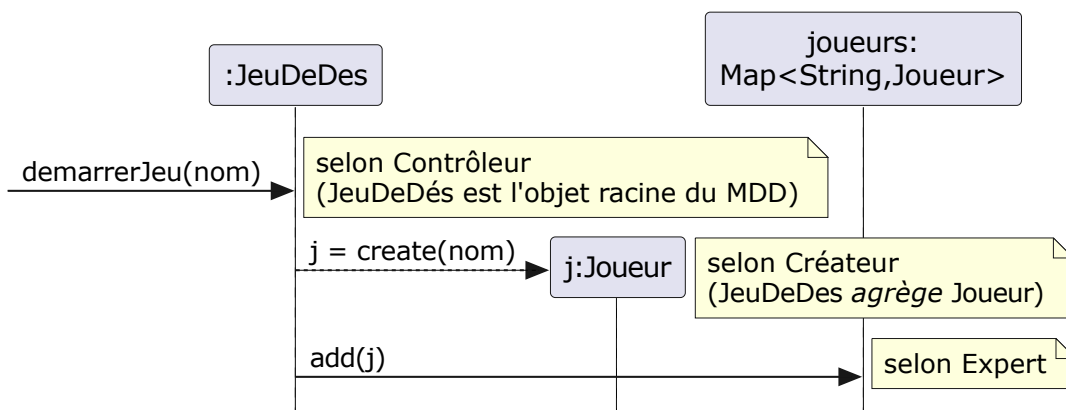 :JeuDeDes
joueurs:
Map<String,Joueur>
demarrerJeu(nom)
selon Contrôleur
(JeuDeDés est l'objet racine du MDD)
j = create(nom)
j:Joueur
selon Créateur
(JeuDeDes agrège Joueur)
add(j)
selon Expert